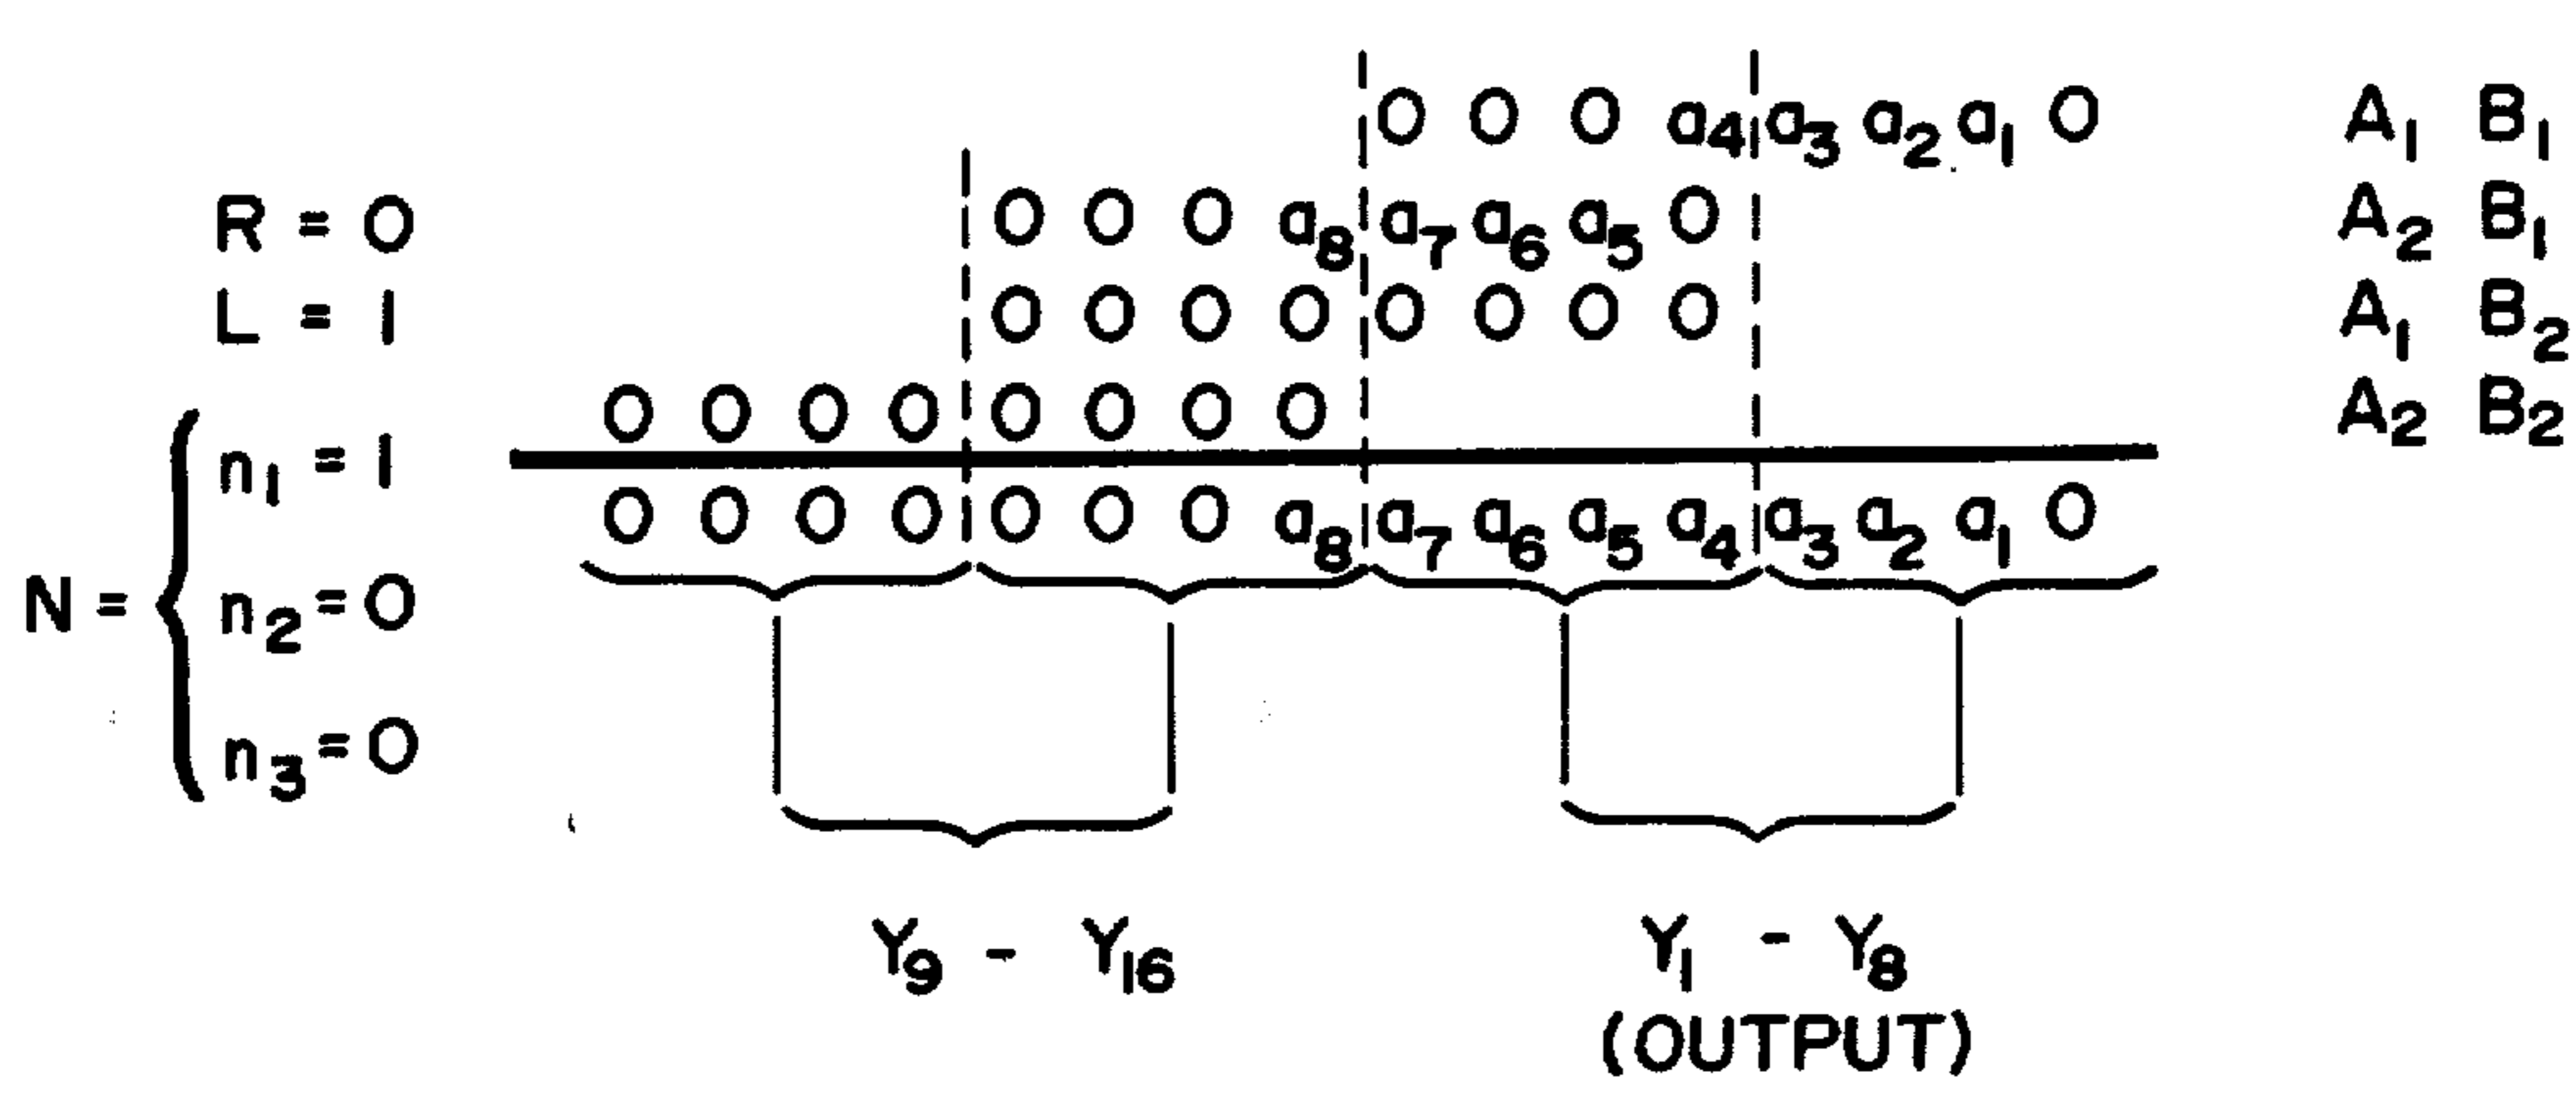 0 0 0 a4 a3 a2 a1 0 A1 B1
R = 0 0 0 0 a8 a7 a6 a5 0 A2 B1
L = 1 0 0 0 0 0 0 0 0 A1 B2
0 0 0 0 0 0 0 0 A2 B2
n1 = 1
0 0 0 0 0 0 0 a8 a7 a6 a5 a4 a3 a2 a1 0
N = { n2 = 0
n3 = 0
Y9 - Y16 Y1 - Y8
(OUTPUT)